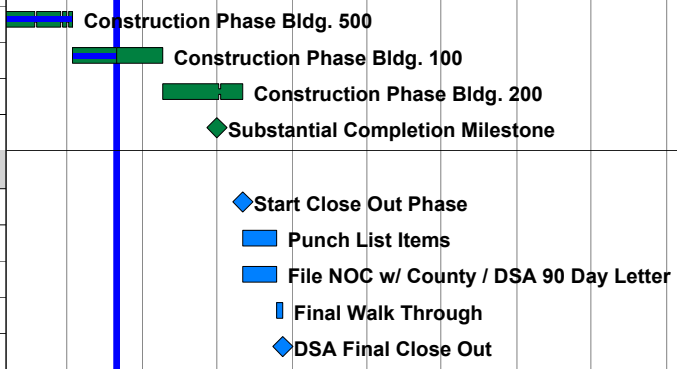 Construction Phase Bldg. 500
Construction Phase Bldg. 100
Construction Phase Bldg. 200
Substantial Completion Milestone
Start Close Out Phase
Punch List Items
File NOC w/ County / DSA 90 Day Letter
Final Walk Through
DSA Final Close Out